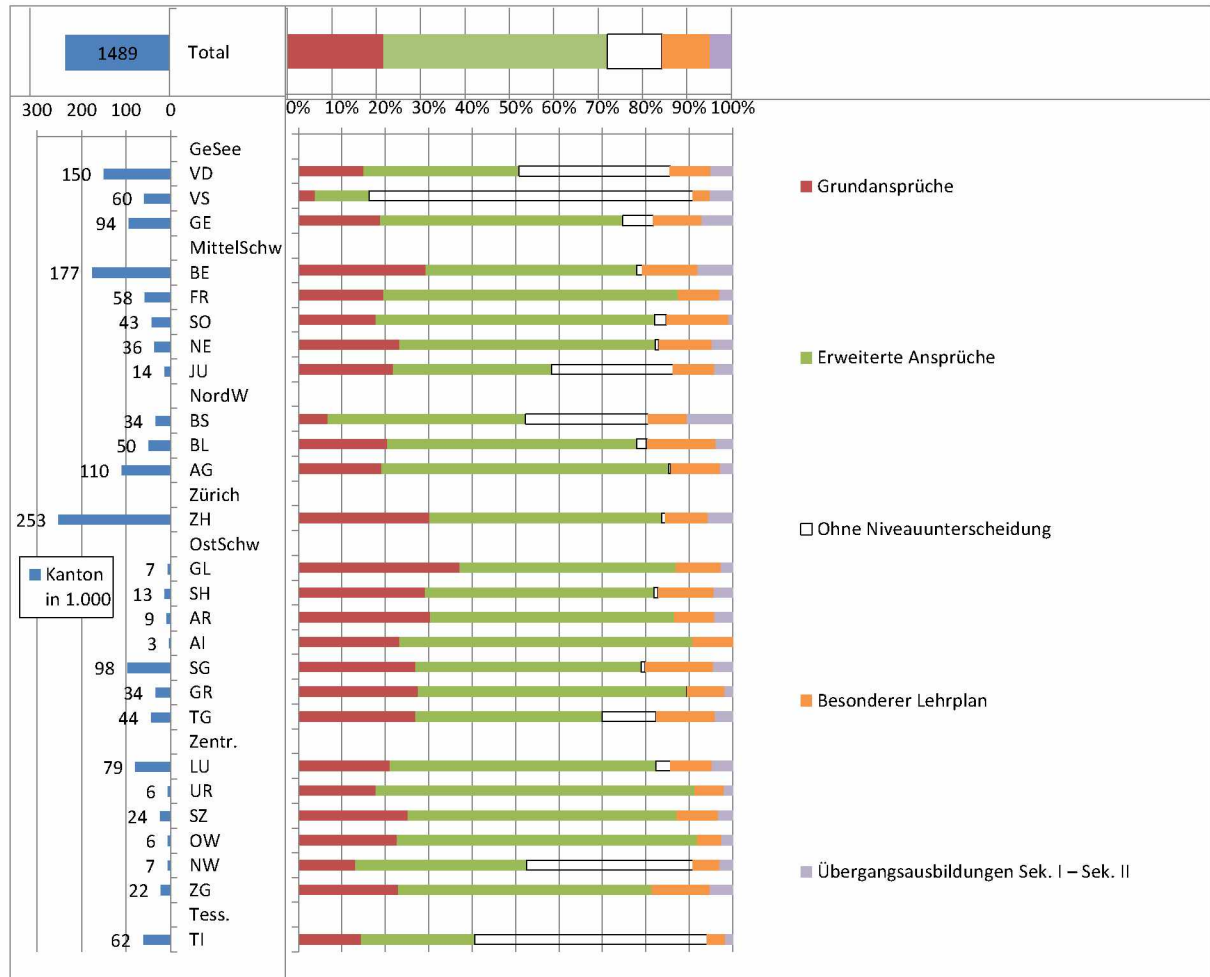 1489 Total
300 200 100 0 0% 10% 20% 30% 40% 50% 60% 70% 80% 90% 100%
GeSee
150 VD
60 VS
94 GE
MittelSchw
177 BE
58 FR
43 SO
36 NE
14 JU
NordW
34 BS
50 BL
110 AG
Zürich
253 ZH
OstSchw
7 GL
13 SH
9 AR
3 AI
98 SG
34 GR
44 TG
Zentr.
79 LU
6 UR
24 SZ
6 OW
7 NW
22 ZG
Tess.
62 TI
Kanton
in 1.000
Grundansprüche
Erweiterte Ansprüche
Ohne Niveauunterscheidung
Besonderer Lehrplan
Übergangsausbildungen Sek. I – Sek. II